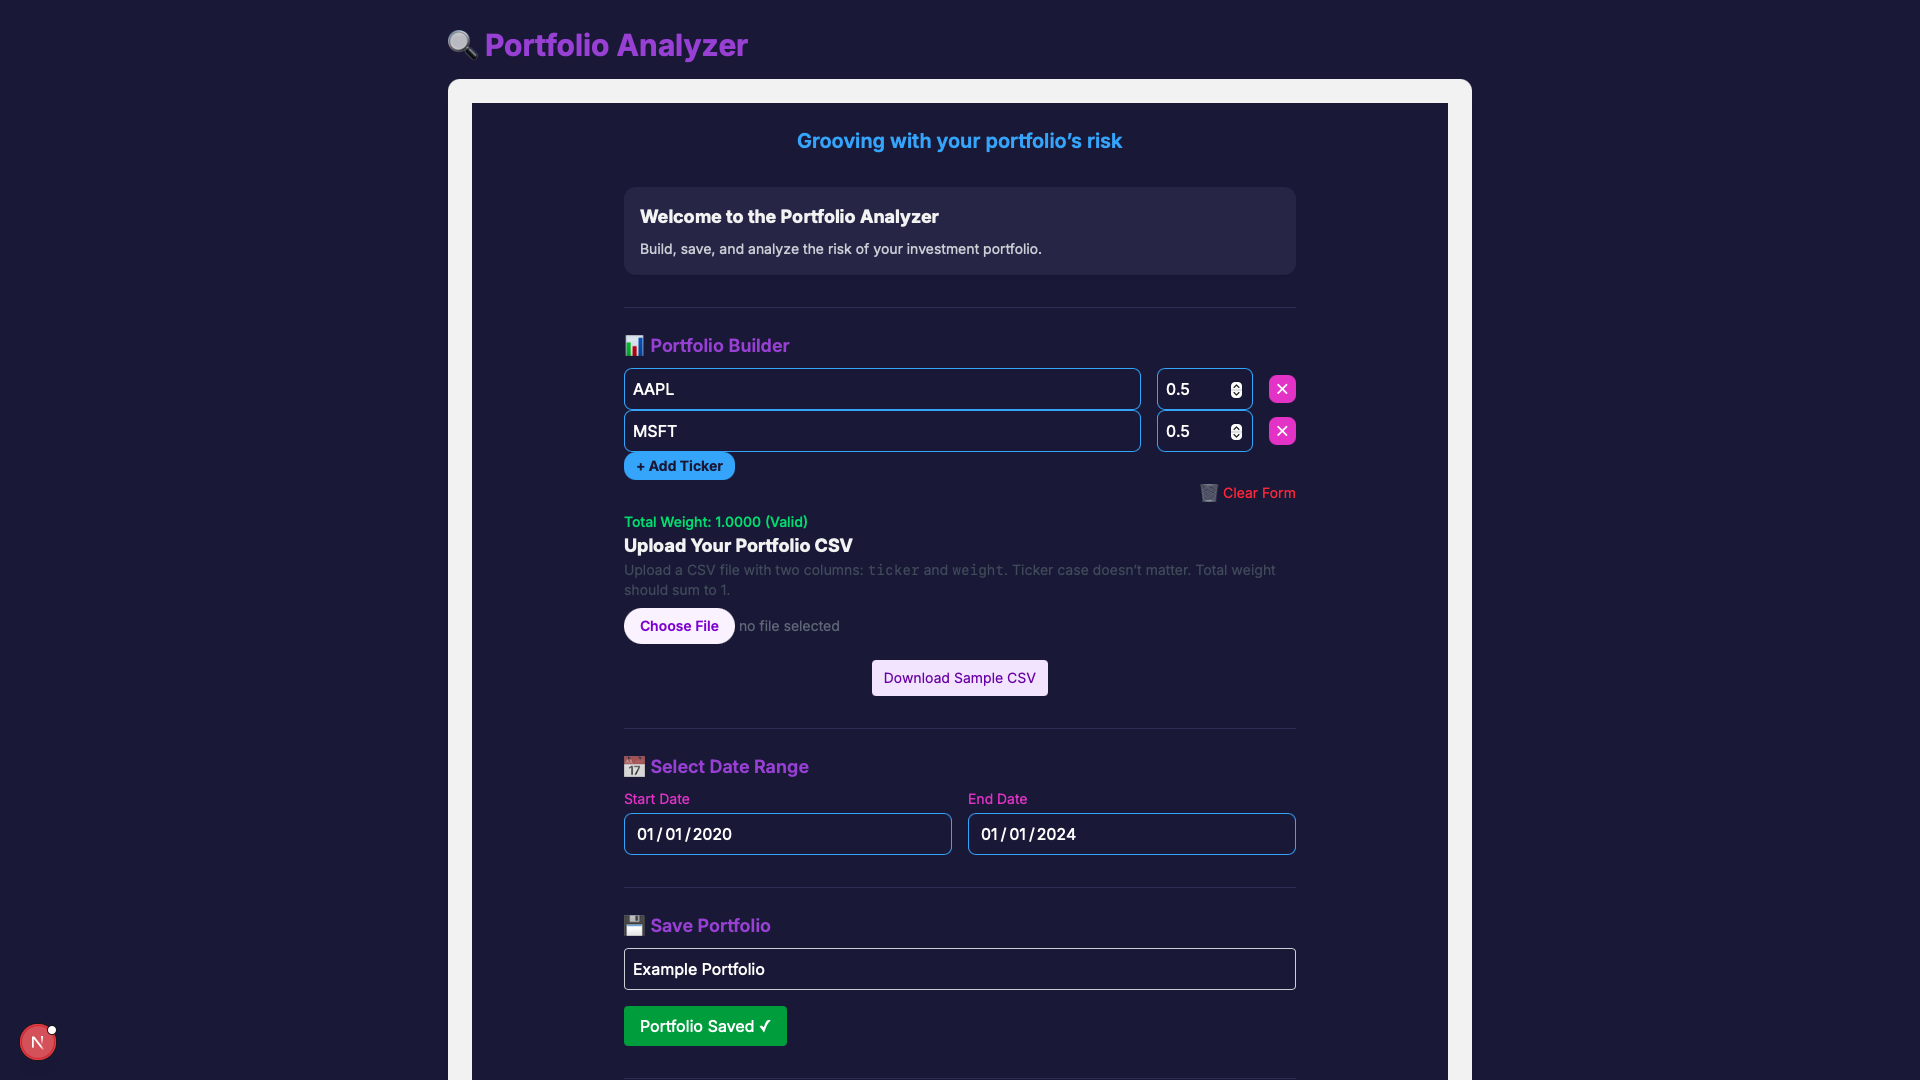 Portfolio Analyzer
Grooving with your portfolio’s risk
Welcome to the Portfolio Analyzer
Build, save, and analyze the risk of your investment portfolio.
Portfolio Builder
AAPL 0.5 ✕
MSFT 0.5 ✕
+ Add Ticker
Clear Form
Total Weight: 1.0000 (Valid)
Upload Your Portfolio CSV
Upload a CSV file with two columns: ticker and weight. Ticker case doesn’t matter. Total weight
should sum to 1.
Choose File no file selected
Download Sample CSV
17 Select Date Range
Start Date End Date
01/01/2020 01/01/2024
Save Portfolio
Example Portfolio
Portfolio Saved ✓
N